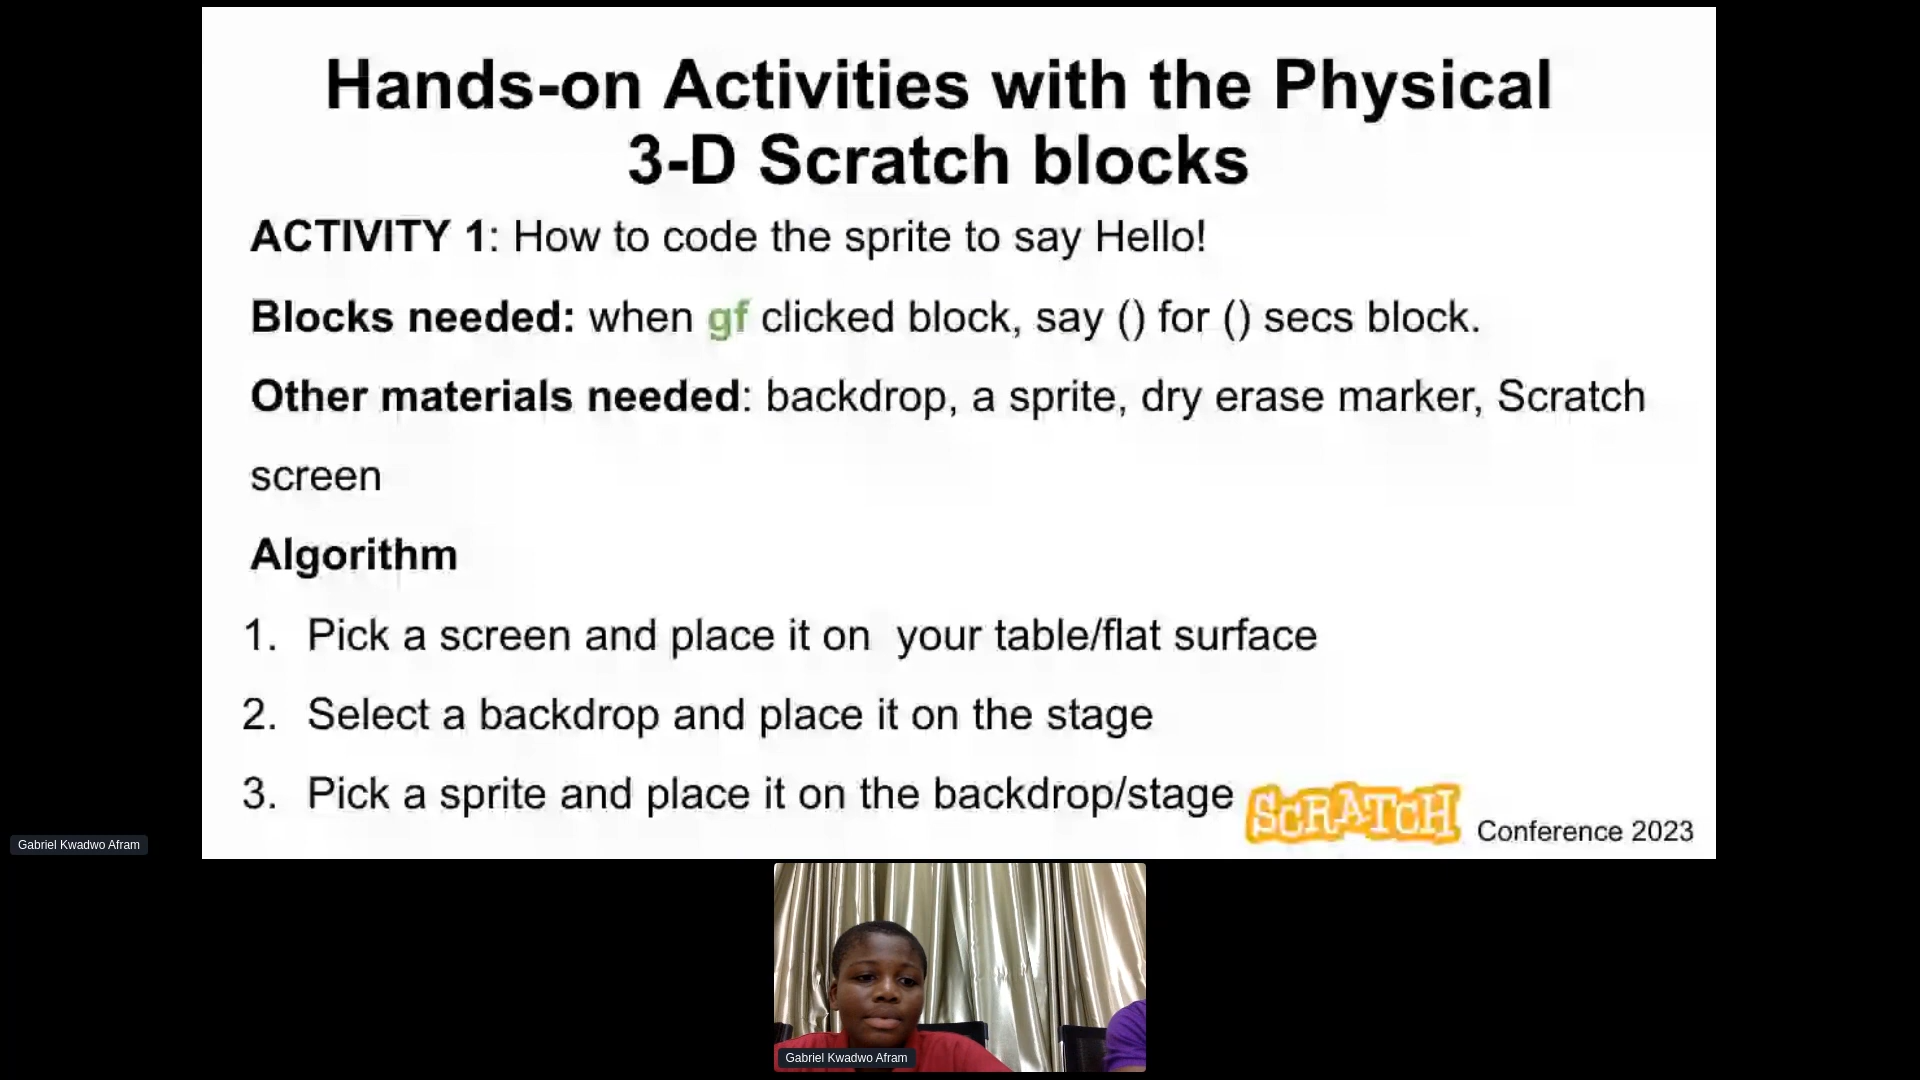 Hands-on Activities with the Physical
3-D Scratch blocks
ACTIVITY 1: How to code the sprite to say Hello!
Blocks needed: when gf clicked block, say () for () secs block.
Other materials needed: backdrop, a sprite, dry erase marker, Scratch
screen
Algorithm
1. Pick a screen and place it on your table/flat surface
2. Select a backdrop and place it on the stage
3. Pick a sprite and place it on the backdrop/stage
SCRATCH Conference 2023
Gabriel Kwadwo Afram
Gabriel Kwadwo Afram